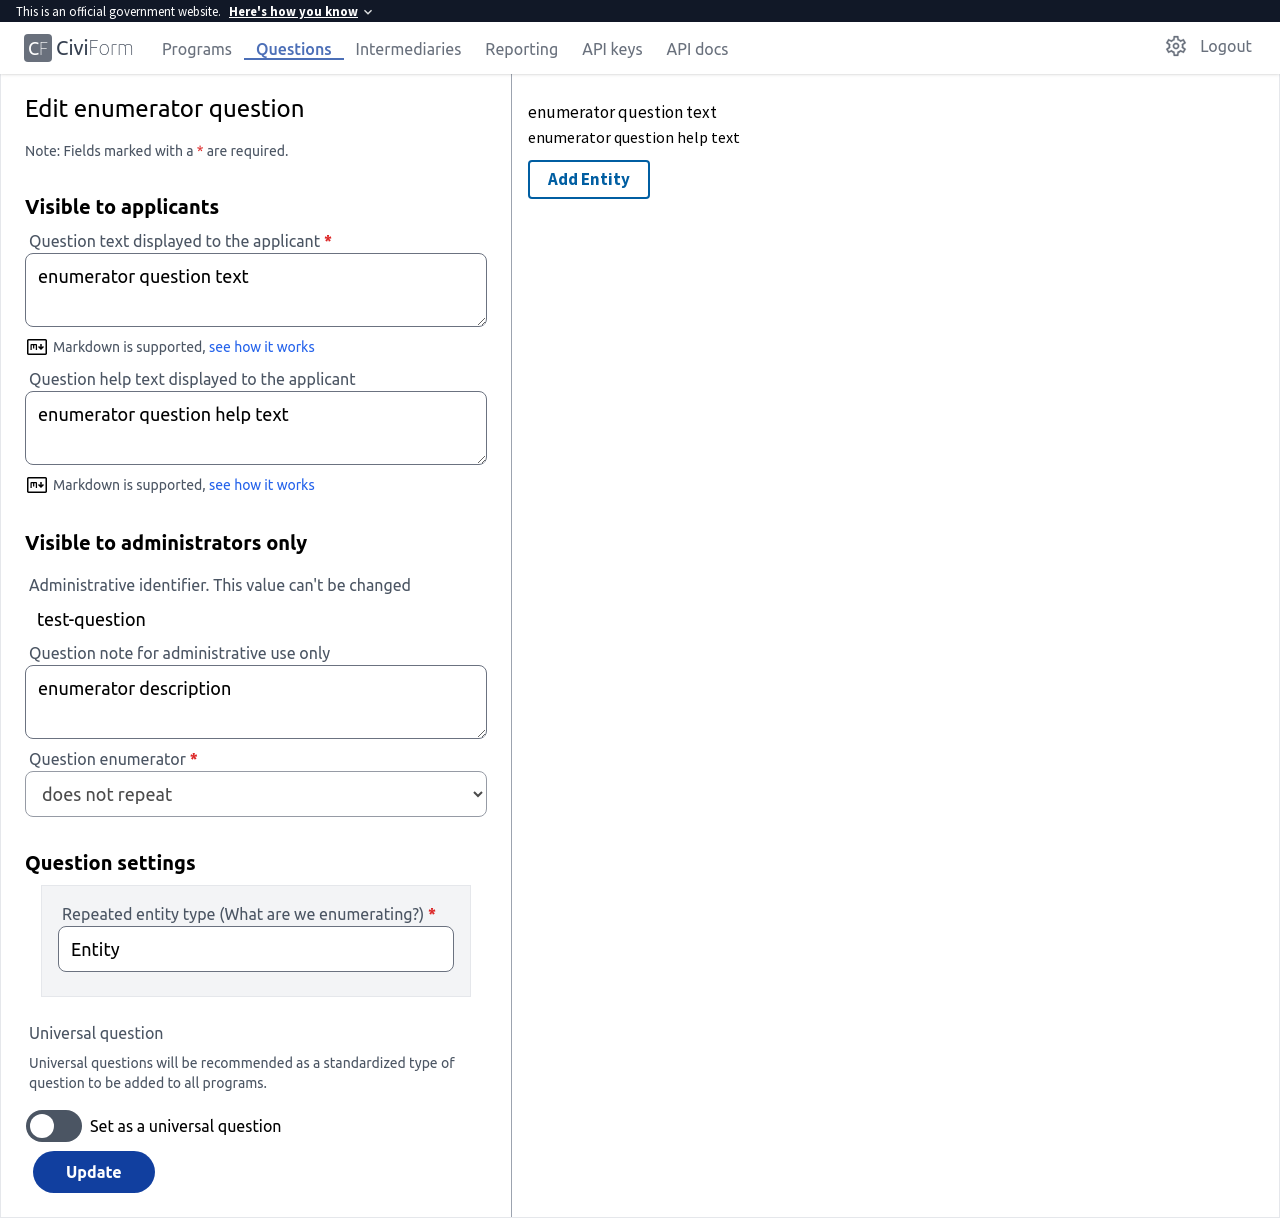 This is an official government website. Here's how you know
CF CiviForm Programs Questions Intermediaries Reporting API keys API docs Logout
Edit enumerator question
Note: Fields marked with a * are required.
Visible to applicants
Question text displayed to the applicant *
enumerator question text
Markdown is supported, see how it works
Question help text displayed to the applicant
enumerator question help text
Markdown is supported, see how it works
Visible to administrators only
Administrative identifier. This value can't be changed
test-question
Question note for administrative use only
enumerator description
Question enumerator *
does not repeat
Question settings
Repeated entity type (What are we enumerating?) *
Entity
Universal question
Universal questions will be recommended as a standardized type of
question to be added to all programs.
Set as a universal question
Update
enumerator question text
enumerator question help text
Add Entity